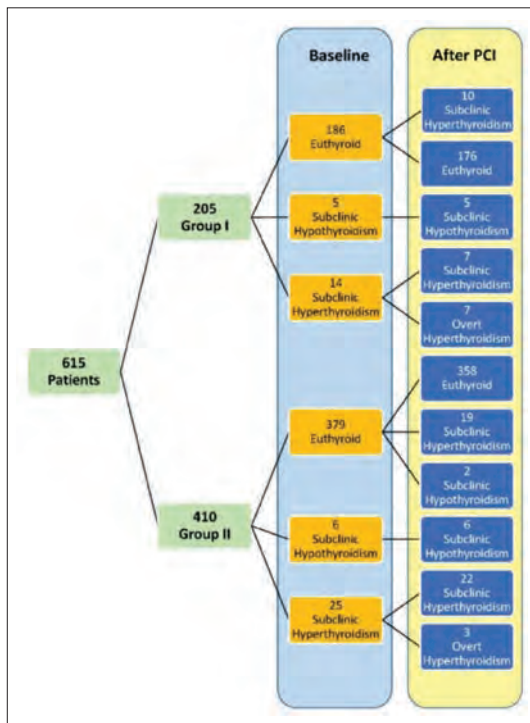 Baseline
After PCI
10
Subclinic
Hyperthyroidism
186
Euthyroid
176
Euthyroid
205
Group I
5
Subclinic
Hypothyroidism
5
Subclinic
Hypothyroidism
14
Subclinic
Hyperthyroidism
7
Subclinic
Hyperthyroidism
7
Overt
Hyperthyroidism
615
Patients
358
Euthyroid
379
Euthyroid
19
Subclinic
Hyperthyroidism
2
Subclinic
Hypothyroidism
410
Group II
6
Subclinic
Hypothyroidism
6
Subclinic
Hypothyroidism
25
Subclinic
Hyperthyroidism
22
Subclinic
Hyperthyroidism
3
Overt
Hyperthyroidism